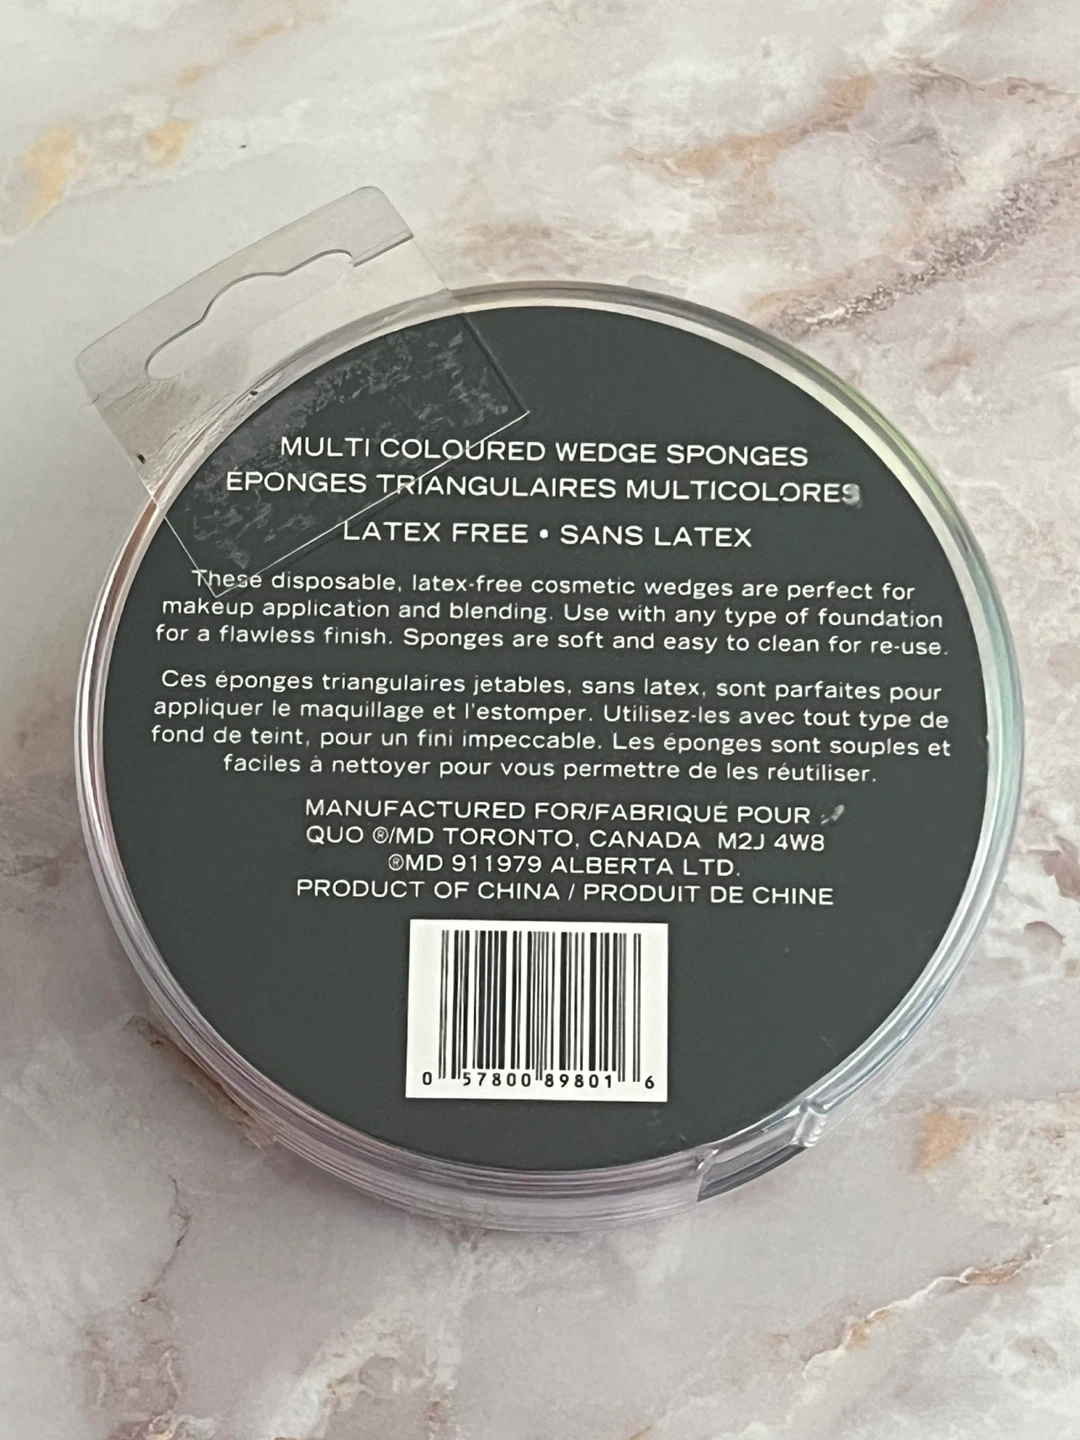 MULTI COLOURED WEDGE SPONGES
ÉPONGES TRIANGULAIRES MULTICOLORES
LATEX FREE • SANS LATEX
These disposable, latex-free cosmetic wedges are perfect for
makeup application and blending. Use with any type of foundation
for a flawless finish. Sponges are soft and easy to clean for re-use.
Ces éponges triangulaires jetables, sans latex, sont parfaites pour
appliquer le maquillage et l'estomper. Utilisez-les avec tout type de
fond de teint, pour un fini impeccable. Les éponges sont souples et
faciles à nettoyer pour vous permettre de les réutiliser.
MANUFACTURED FOR/FABRIQUÉ POUR
QUO ®/MD TORONTO, CANADA M2J 4W8
®MD 911979 ALBERTA LTD.
PRODUCT OF CHINA / PRODUIT DE CHINE
0 57800 89801 6